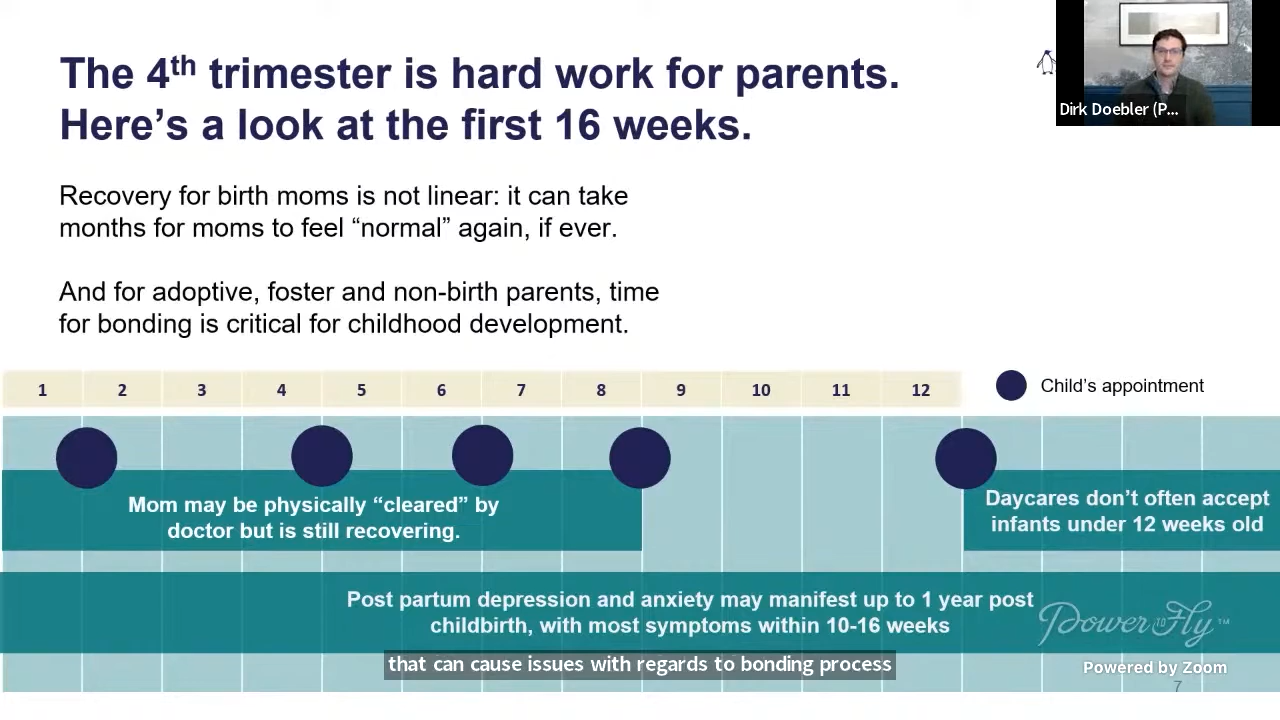 The 4th trimester is hard work for parents.
Here’s a look at the first 16 weeks.
Dirk Doebler (P...
Recovery for birth moms is not linear: it can take
months for moms to feel “normal” again, if ever.
And for adoptive, foster and non-birth parents, time
for bonding is critical for childhood development.
1 2 3 4 5 6 7 8 9 10 11 12
Child’s appointment
Mom may be physically “cleared” by
doctor but is still recovering.
Daycares don’t often accept
infants under 12 weeks old
Post partum depression and anxiety may manifest up to 1 year post
childbirth, with most symptoms within 10-16 weeks
Power to Fly™
that can cause issues with regards to bonding process
Powered by Zoom
7